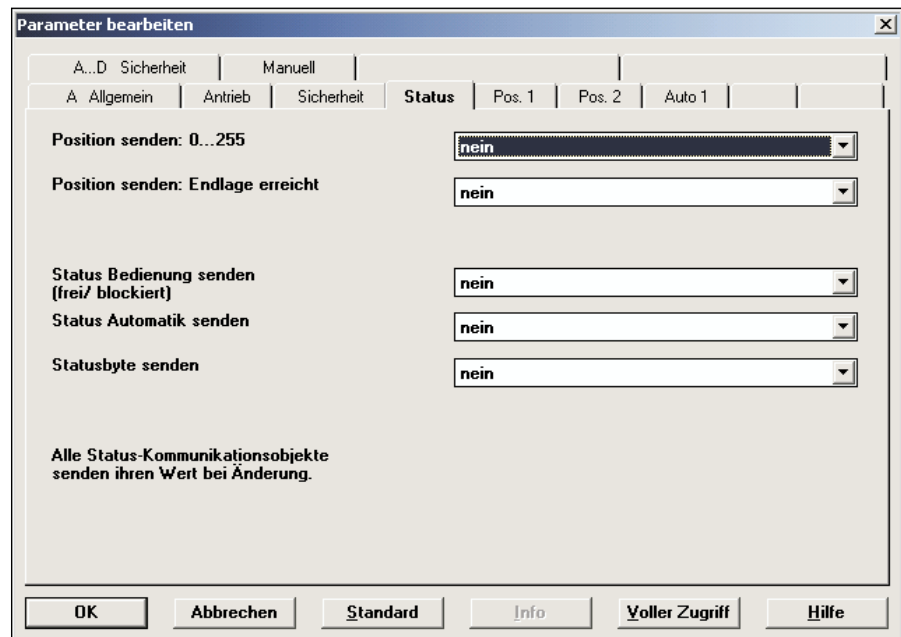 Parameter bearbeiten
A...D Sicherheit
Manuell
A Allgemein
Antrieb
Sicherheit
Status
Pos. 1
Pos. 2
Auto 1
Position senden: 0...255
nein
Position senden: Endlage erreicht
nein
Status Bedienung senden
(frei/ blockiert)
nein
Status Automatik senden
nein
Statusbyte senden
nein
Alle Status-Kommunikationsobjekte
senden ihren Wert bei Änderung.
OK
Abbrechen
Standard
Info
Voller Zugriff
Hilfe